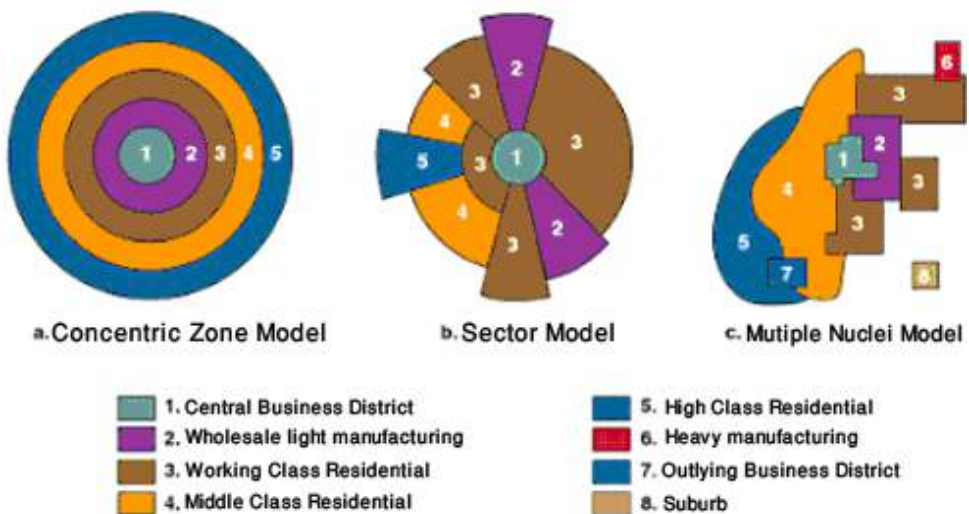 1 2 3 4 5
2
3
3
4
1
3
5
3
4
2
3
6
3
2
1
3
4
3
5
7
8
a. Concentric Zone Model
b. Sector Model
c. Mutiple Nuclei Model
1. Central Business District
2. Wholesale light manufacturing
3. Working Class Residential
4. Middle Class Residential
5. High Class Residential
6. Heavy manufacturing
7. Outlying Business District
8. Suburb